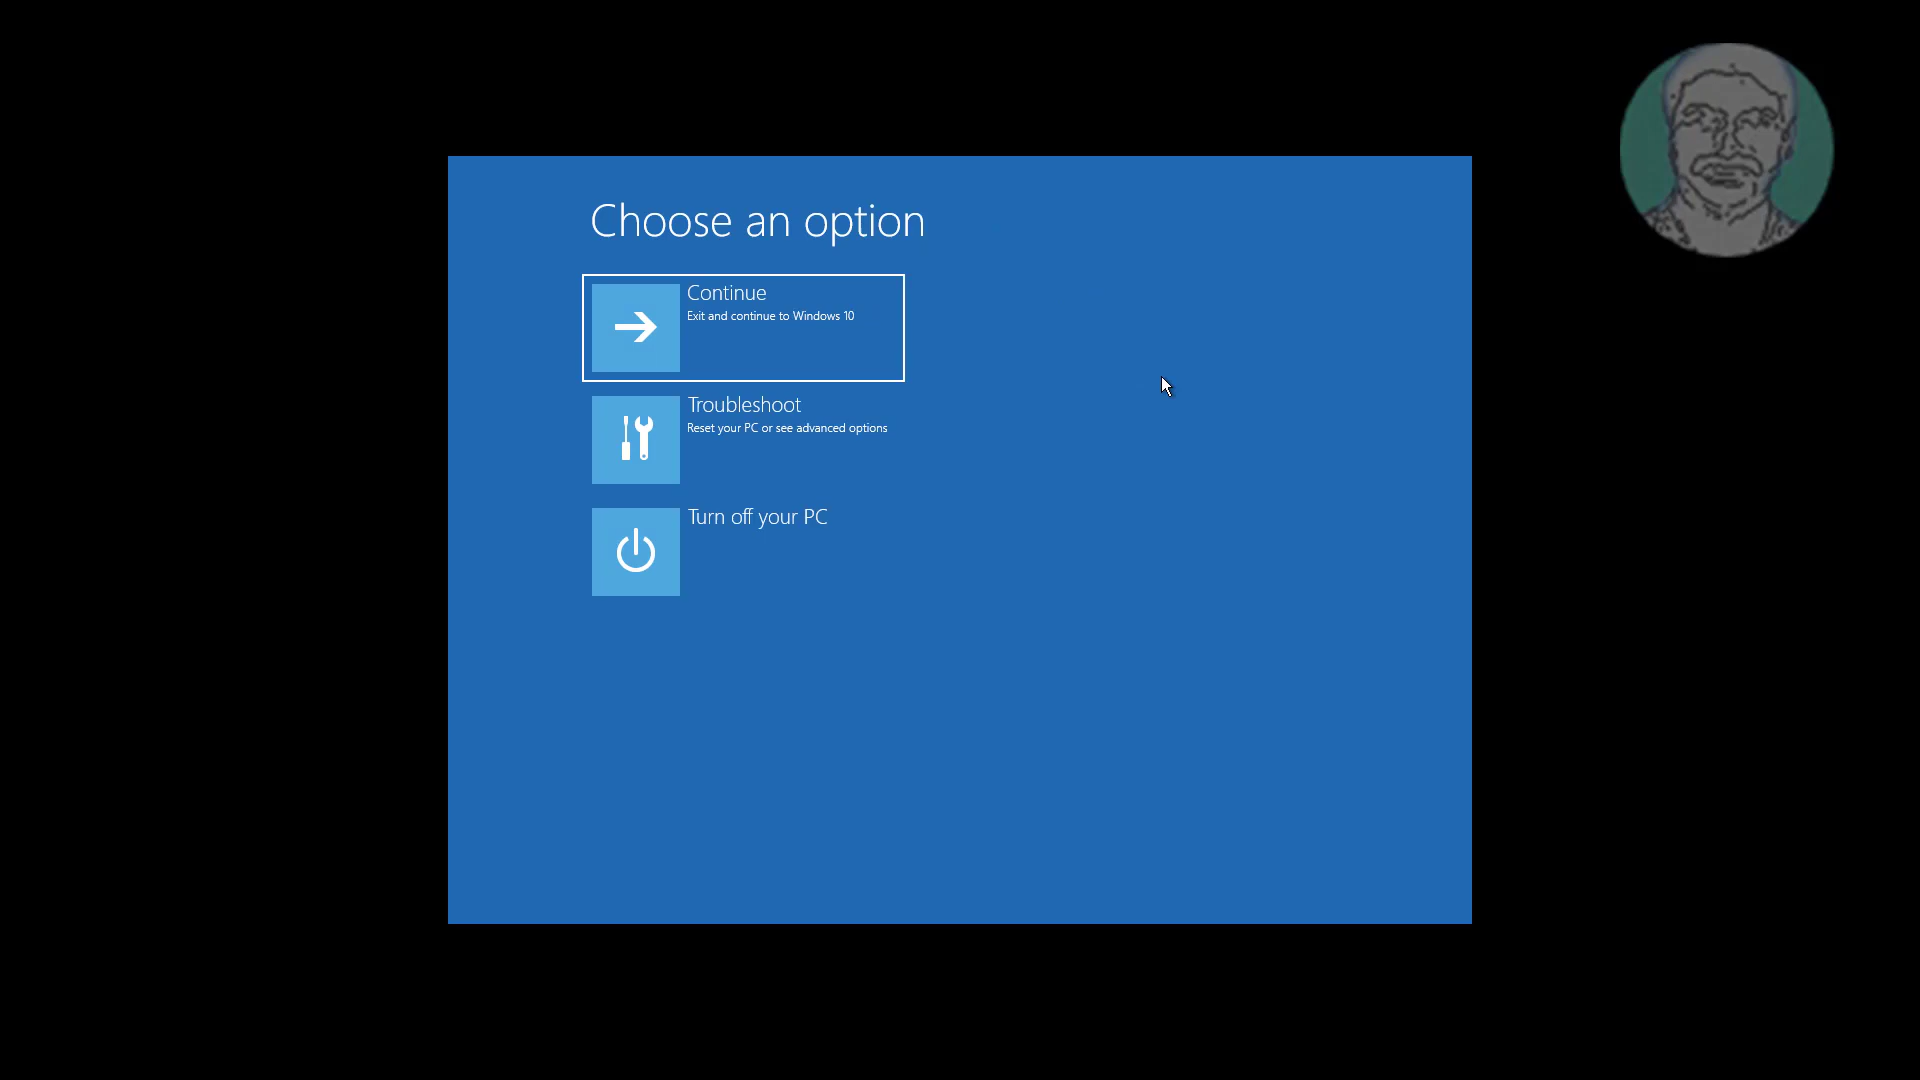 Choose an option
Continue
Exit and continue to Windows 10
Troubleshoot
Reset your PC or see advanced options
Turn off your PC